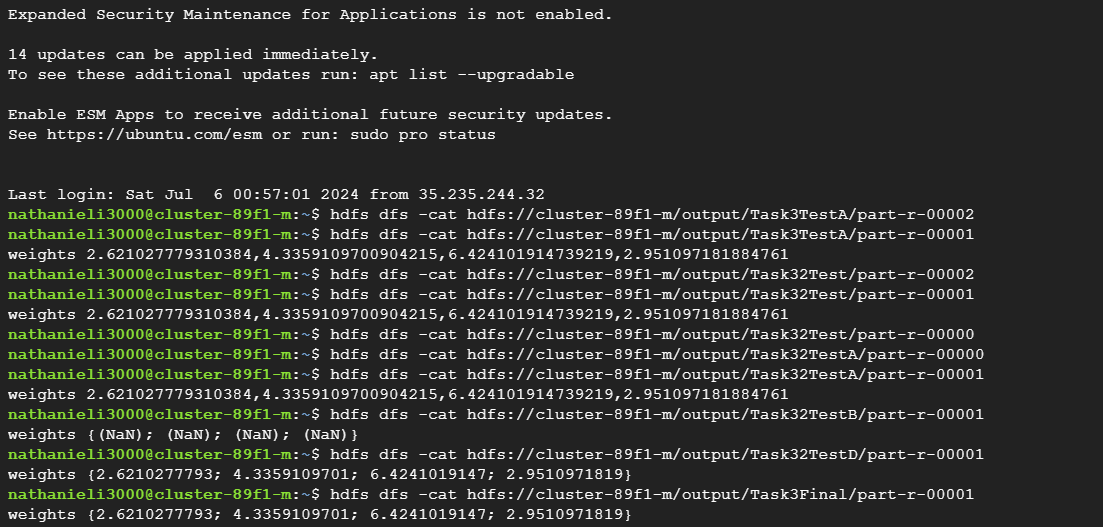 Expanded Security Maintenance for Applications is not enabled.
14 updates can be applied immediately.
To see these additional updates run: apt list --upgradable
Enable ESM Apps to receive additional future security updates.
See https://ubuntu.com/esm or run: sudo pro status
Last login: Sat Jul  6 00:57:01 2024 from 35.235.244.32
nathanieli3000@cluster-89f1-m:~$ hdfs dfs -cat hdfs://cluster-89f1-m/output/Task3TestA/part-r-00002
nathanieli3000@cluster-89f1-m:~$ hdfs dfs -cat hdfs://cluster-89f1-m/output/Task3TestA/part-r-00001
weights 2.621027779310384,4.3359109700904215,6.424101914739219,2.951097181884761
nathanieli3000@cluster-89f1-m:~$ hdfs dfs -cat hdfs://cluster-89f1-m/output/Task32Test/part-r-00002
nathanieli3000@cluster-89f1-m:~$ hdfs dfs -cat hdfs://cluster-89f1-m/output/Task32Test/part-r-00001
weights 2.621027779310384,4.3359109700904215,6.424101914739219,2.951097181884761
nathanieli3000@cluster-89f1-m:~$ hdfs dfs -cat hdfs://cluster-89f1-m/output/Task32Test/part-r-00000
nathanieli3000@cluster-89f1-m:~$ hdfs dfs -cat hdfs://cluster-89f1-m/output/Task32TestA/part-r-00000
nathanieli3000@cluster-89f1-m:~$ hdfs dfs -cat hdfs://cluster-89f1-m/output/Task32TestA/part-r-00001
weights 2.621027779310384,4.3359109700904215,6.424101914739219,2.951097181884761
nathanieli3000@cluster-89f1-m:~$ hdfs dfs -cat hdfs://cluster-89f1-m/output/Task32TestB/part-r-00001
weights {(NaN); (NaN); (NaN); (NaN)}
nathanieli3000@cluster-89f1-m:~$ hdfs dfs -cat hdfs://cluster-89f1-m/output/Task32TestD/part-r-00001
weights {2.6210277793; 4.3359109701; 6.4241019147; 2.9510971819}
nathanieli3000@cluster-89f1-m:~$ hdfs dfs -cat hdfs://cluster-89f1-m/output/Task3Final/part-r-00001
weights {2.6210277793; 4.3359109701; 6.4241019147; 2.9510971819}